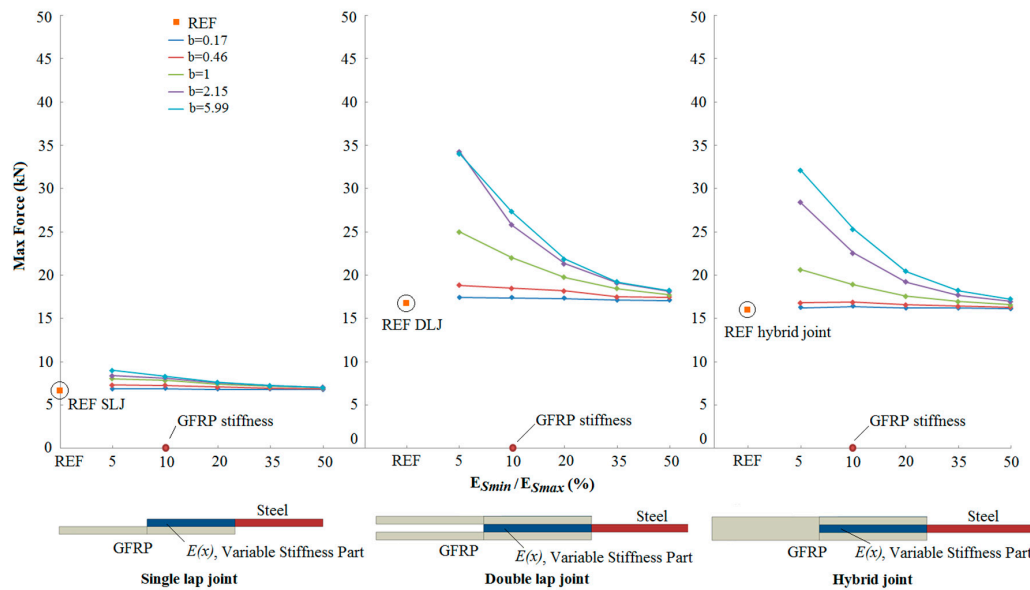 50 50 50
REF
b=0.17
b=0.46
b=1
b=2.15
b=5.99
45 45 45
40 40 40
35 35 35
30 30 30
25 25 25
20 20 20
15 15 15
10 10 10
5 5 5
0 0 0
Max Force (kN)
REF SLJ
REF DLJ
REF hybrid joint
GFRP stiffness
GFRP stiffness
GFRP stiffness
REF 5 10 20 35 50
REF 5 10 20 35 50
REF 5 10 20 35 50
E_Smin / E_Smax (%)
Steel
GFRP
E(x), Variable Stiffness Part
Single lap joint
Steel
GFRP
E(x), Variable Stiffness Part
Double lap joint
Steel
GFRP
E(x), Variable Stiffness Part
Hybrid joint